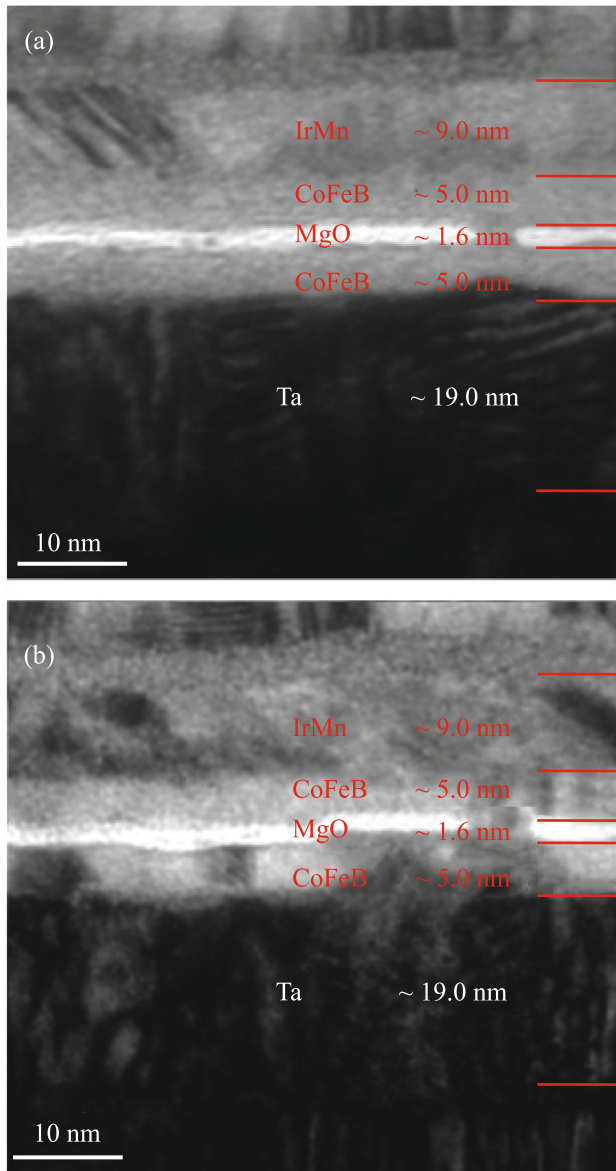 (a)
IrMn ~ 9.0 nm
CoFeB ~ 5.0 nm
MgO ~ 1.6 nm
CoFeB ~ 5.0 nm
Ta ~ 19.0 nm
10 nm
(b)
IrMn ~ 9.0 nm
CoFeB ~ 5.0 nm
MgO ~ 1.6 nm
CoFeB ~ 5.0 nm
Ta ~ 19.0 nm
10 nm